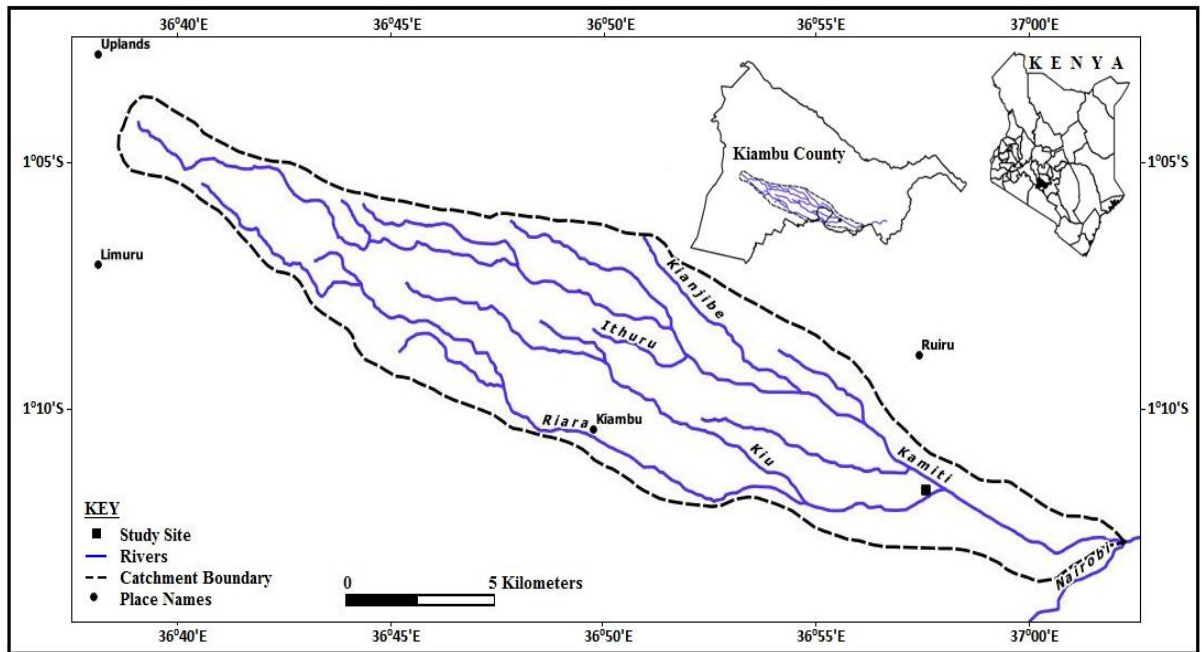 36°40'E 36°45'E 36°50'E 36°55'E 37°00'E
Uplands
KENYA
Kiambu County
1°05'S 1°05'S
Limuru
Kianjibe
Ithuru
Ruiru
1°10'S 1°10'S
Riara Kiambu
Kiu
Kamiti
Nairobi
KEY
Study Site
Rivers
Catchment Boundary
Place Names
0 5 Kilometers
36°40'E 36°45'E 36°50'E 36°55'E 37°00'E